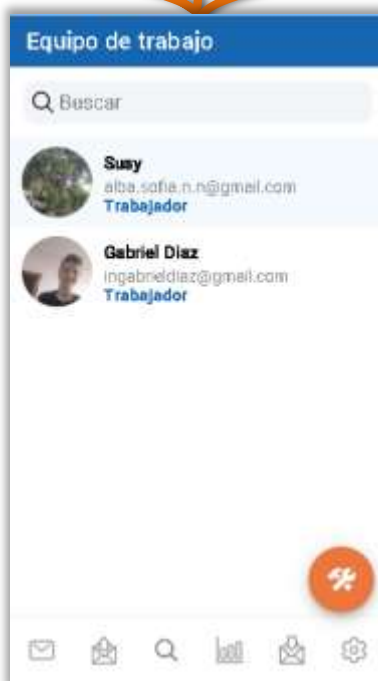 Equipo de trabajo
Buscar
Susy
alba.sofia.n.n@gmail.com
Trabajador
Gabriel Diaz
ingabrieldiaz@gmail.com
Trabajador